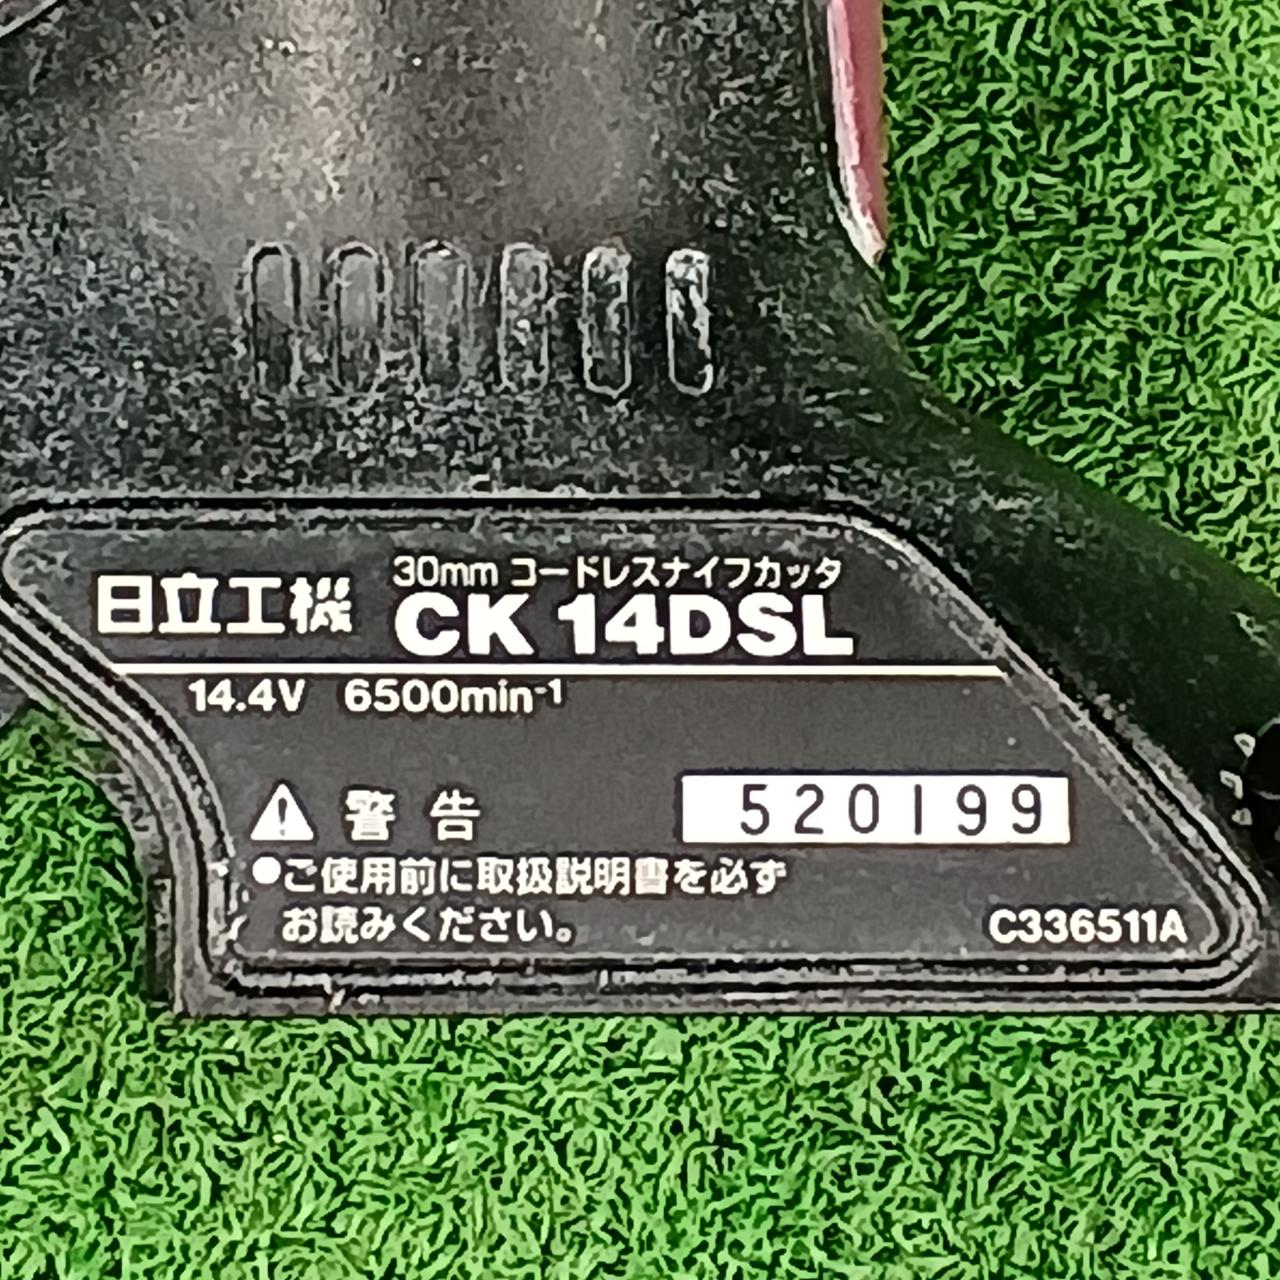 30mm コードレスナイフカッタ
日立工機 CK 14DSL
14.4V 6500min⁻¹
警告 520199
●ご使用前に取扱説明書を必ず
お読みください。
C336511A